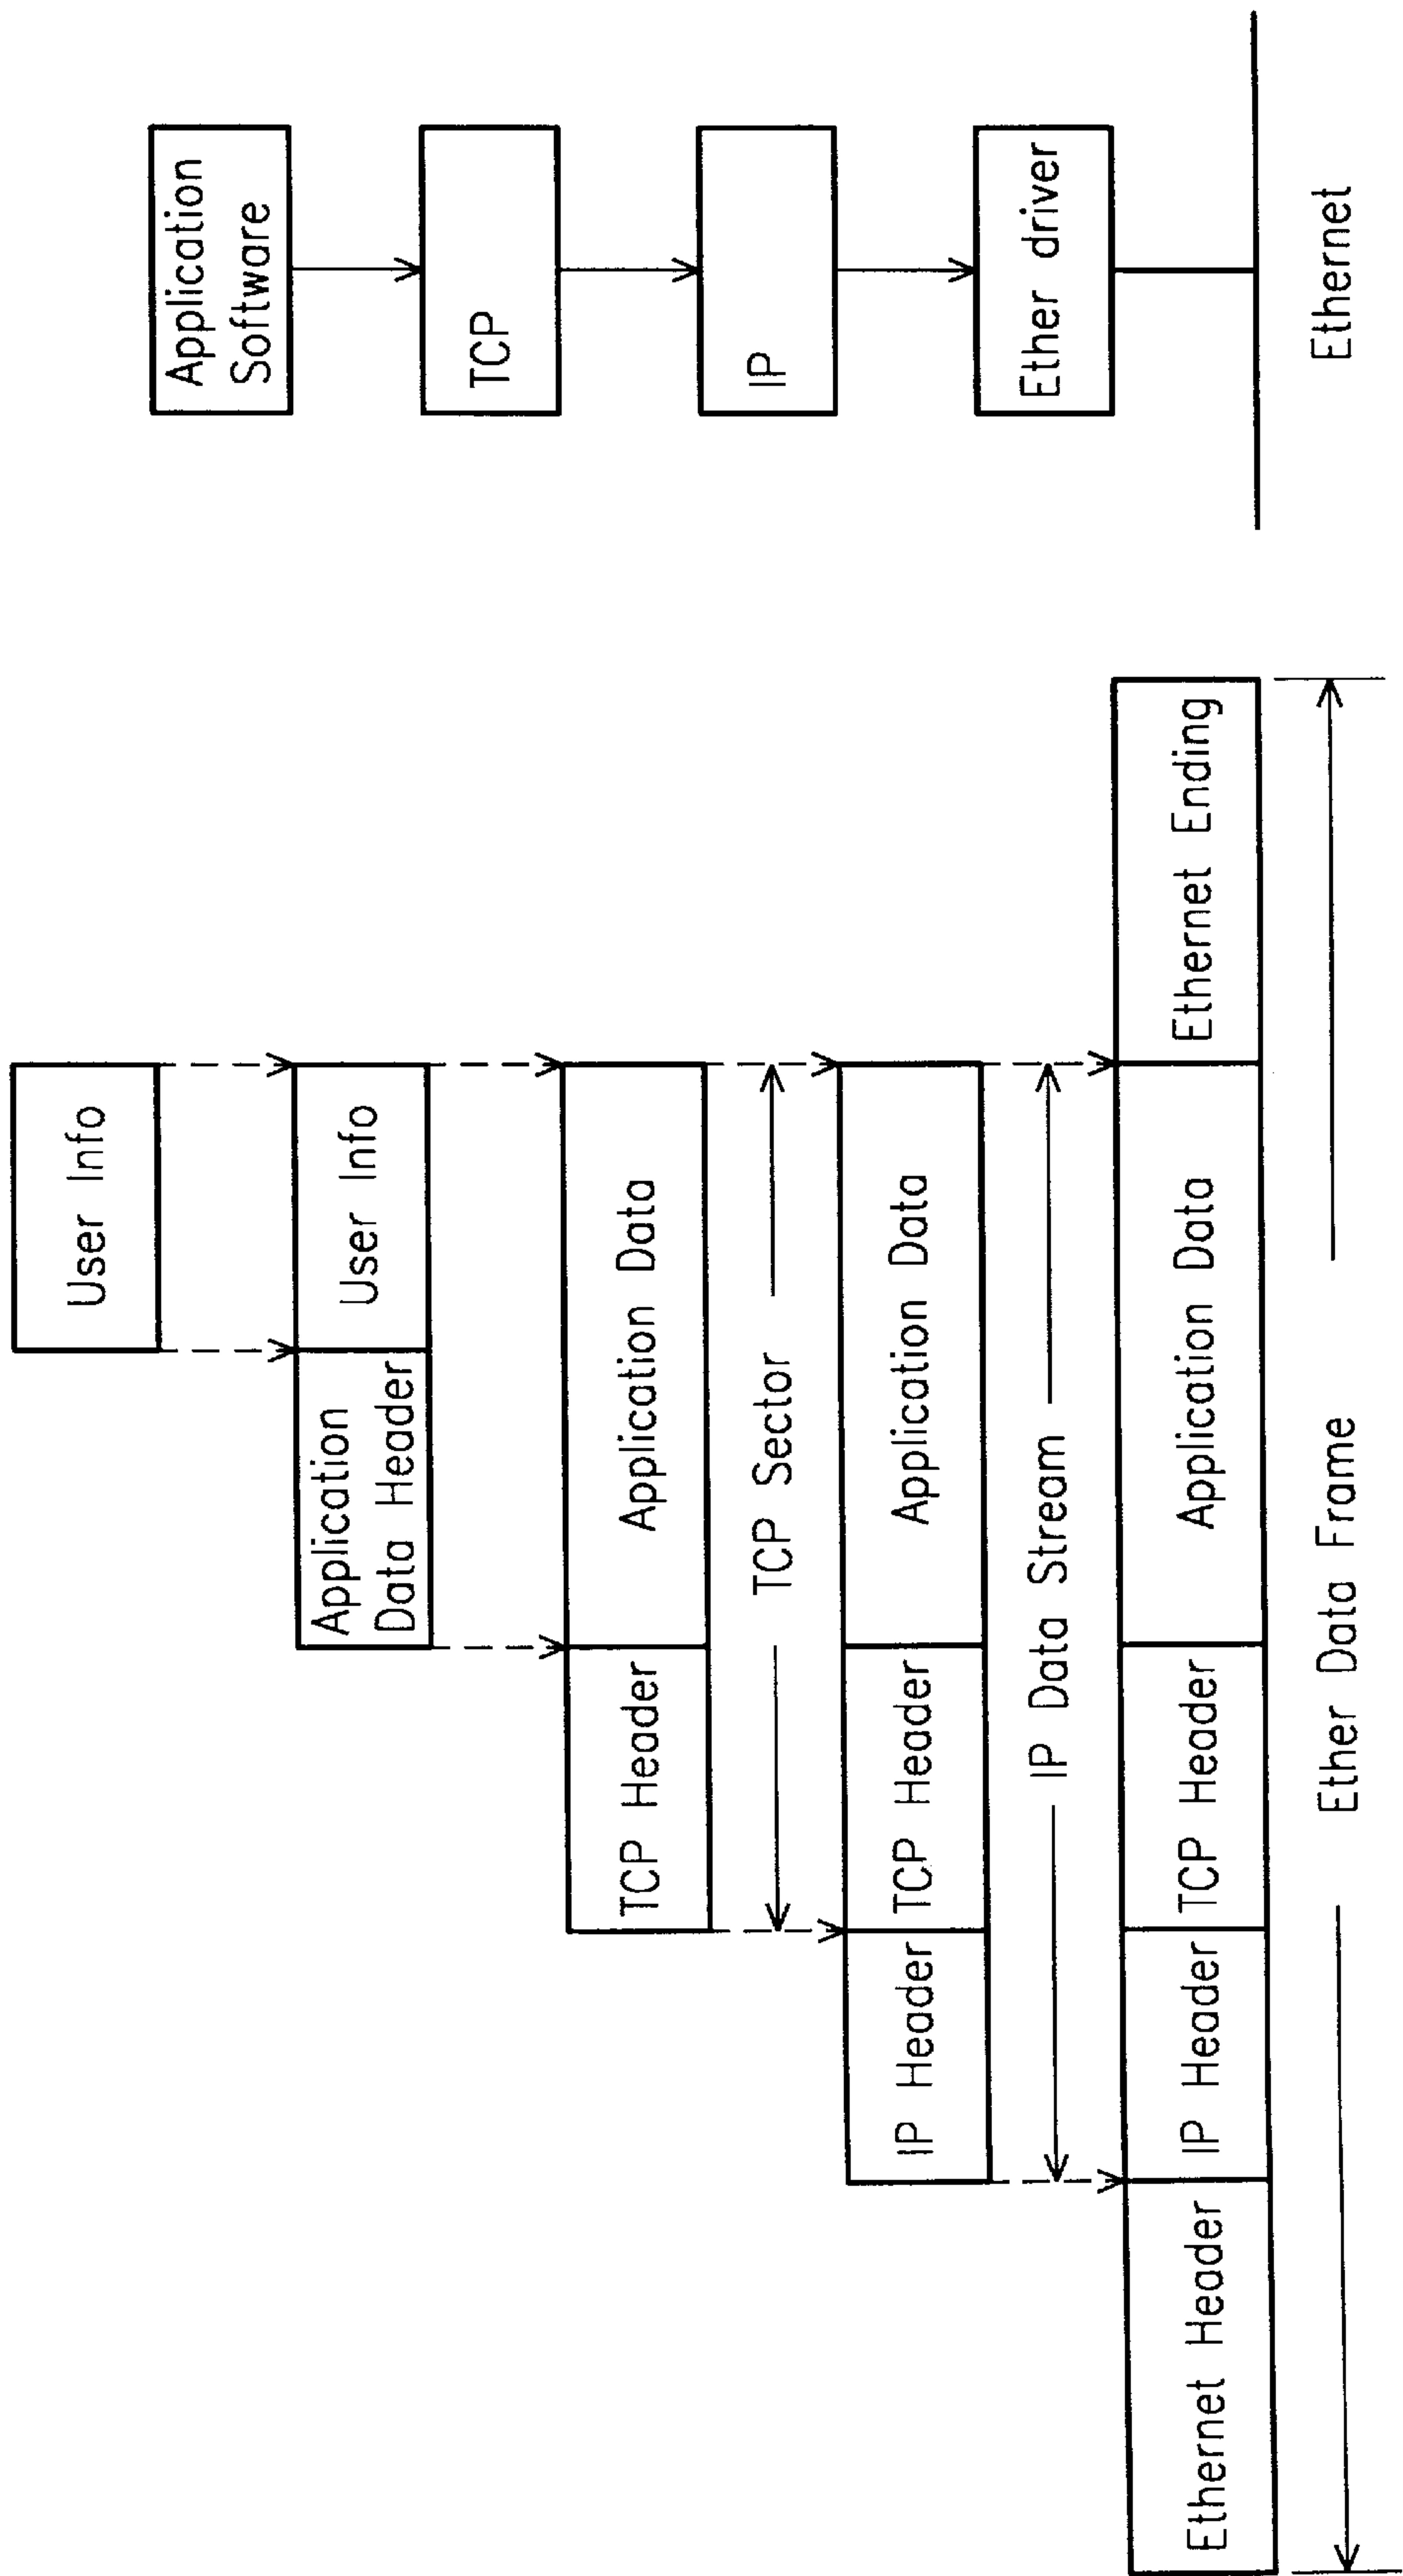 User Info
Application
Data Header
User Info
Application
Software
TCP Header
Application Data
TCP
TCP Sector
IP Header
TCP Header
Application Data
IP
IP Data Stream
Ethernet Header
IP Header
TCP Header
Application Data
Ethernet Ending
Ether driver
Ether Data Frame
Ethernet